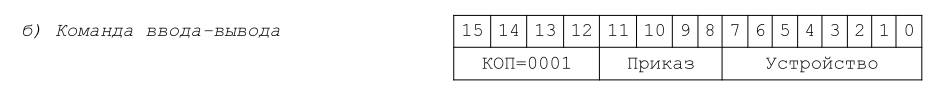 б) Команда ввода-вывода
15 14 13 12 11 10 9 8 7 6 5 4 3 2 1 0
КОП=0001 Приказ Устройство